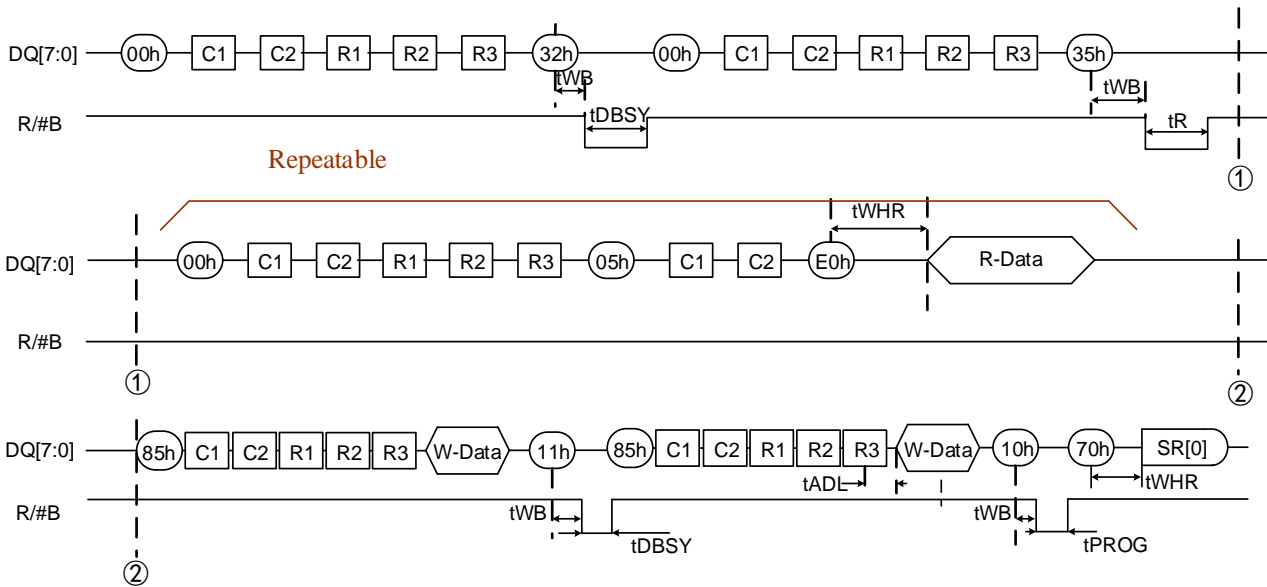 DQ[7:0] 00h C1 C2 R1 R2 R3 32h 00h C1 C2 R1 R2 R3 35h
tWB tWB
R/#B tDBSY tR
Repeatable
①
tWHR
DQ[7:0] 00h C1 C2 R1 R2 R3 05h C1 C2 E0h R-Data
R/#B
① ②
DQ[7:0] 85h C1 C2 R1 R2 R3 W-Data 11h 85h C1 C2 R1 R2 R3 W-Data 10h 70h SR[0]
tADL tWHR
R/#B tWB tWB
tDBSY tPROG
②